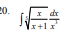 20. ∫ √(x/(x+1)) dx/x³